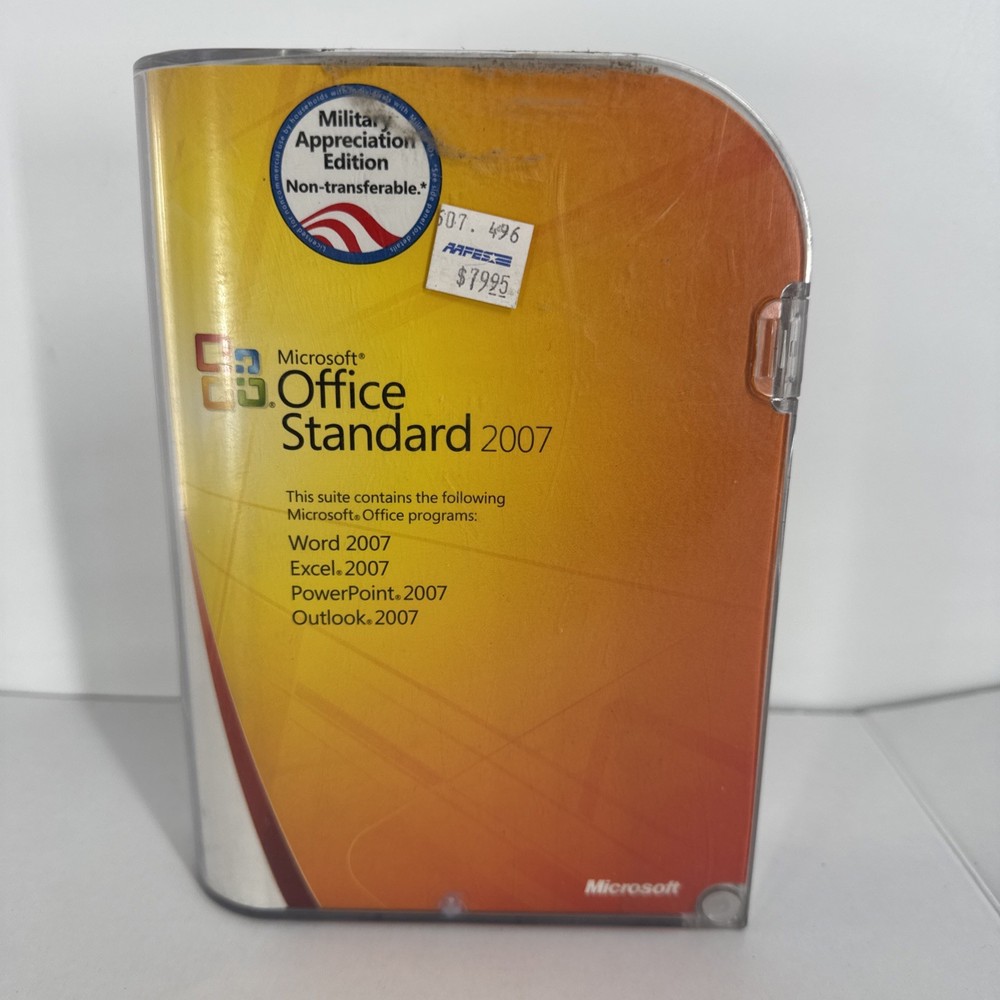 Military
Appreciation
Edition
Non-transferable.*
507. 496
AAFES
$7995
Microsoft®
Office
Standard 2007
This suite contains the following
Microsoft® Office programs:
Word 2007
Excel® 2007
PowerPoint® 2007
Outlook® 2007
Microsoft